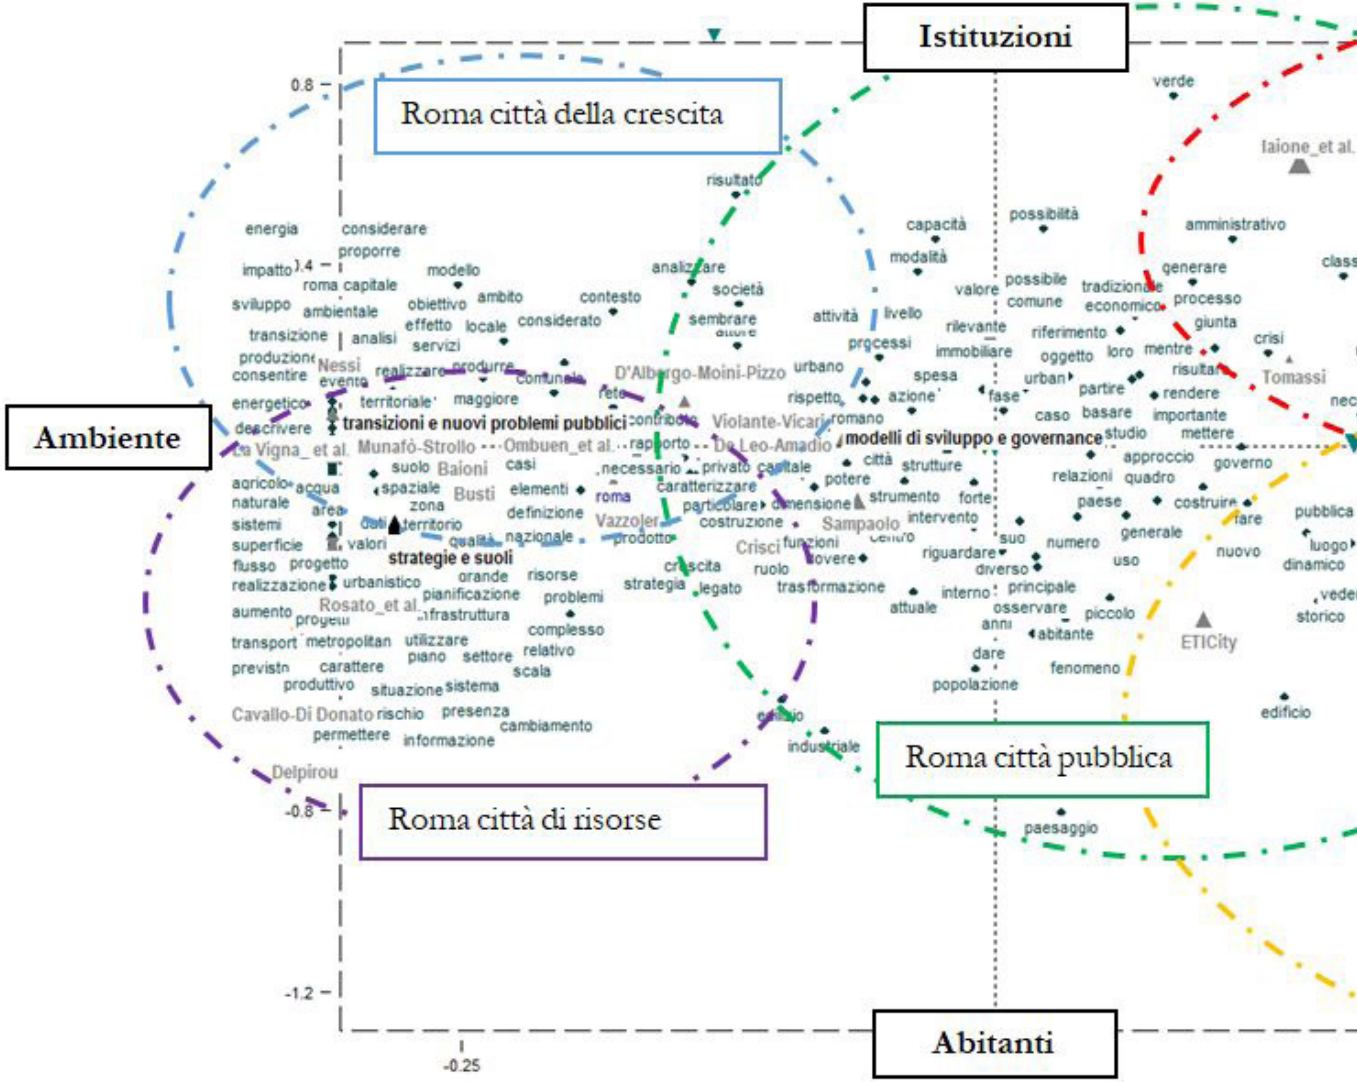 Istituzioni
0.8
Roma città della crescita
verde
Iaione_et al.
risultato
possibilità
capacità
amministrativo
energia
considerare
proporre
modalità
impatto
modello
analizzare
generare
class
roma capitale
valore
possibile
tradizionale
processo
sviluppo
ambientale
obiettivo
ambito
contesto
società
comune
economico
effetto
locale
considerato
sembrare
attività
livello
giunta
transizione
analisi
servizi
rilevante
riferimento
crisi
processi
immobiliare
oggetto
loro
mentre
produzione
Nessi
realizzare
produrre
comunale
D'Albergo-Moini-Pizzo
urbano
spesa
urban
risultare
Tomassi
consentire
evento
energetico
territoriale
maggiore
rete
rispetto
azione
fase
partire
rendere
nec
descrivere
transizioni e nuovi problemi pubblici
contributo
Violante-Vicari
romano
caso
basare
importante
Ambiente
modelli di sviluppo e governance
studio
mettere
La Vigna_ et al.
Munafò-Strollo
Ombuen_et al.
rapporto
De Leo-Amadio
suolo
Baioni
casi
necessario
privato
capitale
città
strutture
relazioni
approccio
quadro
governo
agricolo
acqua
spaziale
Busti
elementi
roma
caratterizzare
potere
forte
paese
costruire
naturale
area
zona
definizione
particolare
dimensione
strumento
fare
pubblica
sistemi
dati
territorio
Vazzoler
costruzione
Sampaolo
intervento
generale
superficie
valori
qualità
nazionale
prodotto
Crisci
funzioni
centro
suo
numero
nuovo
luogo
flusso
progetto
strategie e suoli
crescita
ruolo
dovere
riguardare
diverso
uso
dinamico
realizzazione
urbanistico
grande
risorse
strategia
legato
trasformazione
interno
principale
pianificazione
problemi
attuale
osservare
piccolo
vedere
aumento
Rosato_et al.
infrastruttura
anni
storico
progetti
complesso
abitante
ETICity
transport
metropolitan
utilizzare
relativo
dare
previsto
carattere
piano
settore
scala
fenomeno
produttivo
situazione
sistema
popolazione
Cavallo-Di Donato
rischio
presenza
cambiamento
edilizio
edificio
permettere
informazione
industriale
Roma città pubblica
Delpirou
-0.8
Roma città di risorse
paesaggio
-1.2
Abitanti
-0.25